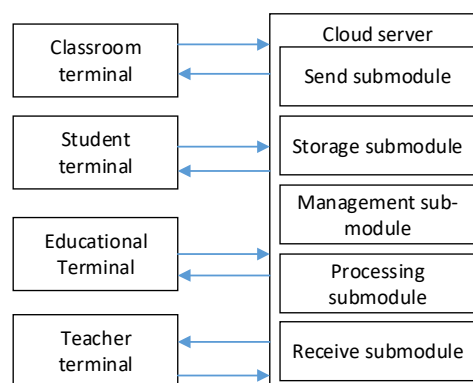 Classroom
terminal
Student
terminal
Educational
Terminal
Teacher
terminal
Cloud server
Send submodule
Storage submodule
Management sub-
module
Processing
submodule
Receive submodule